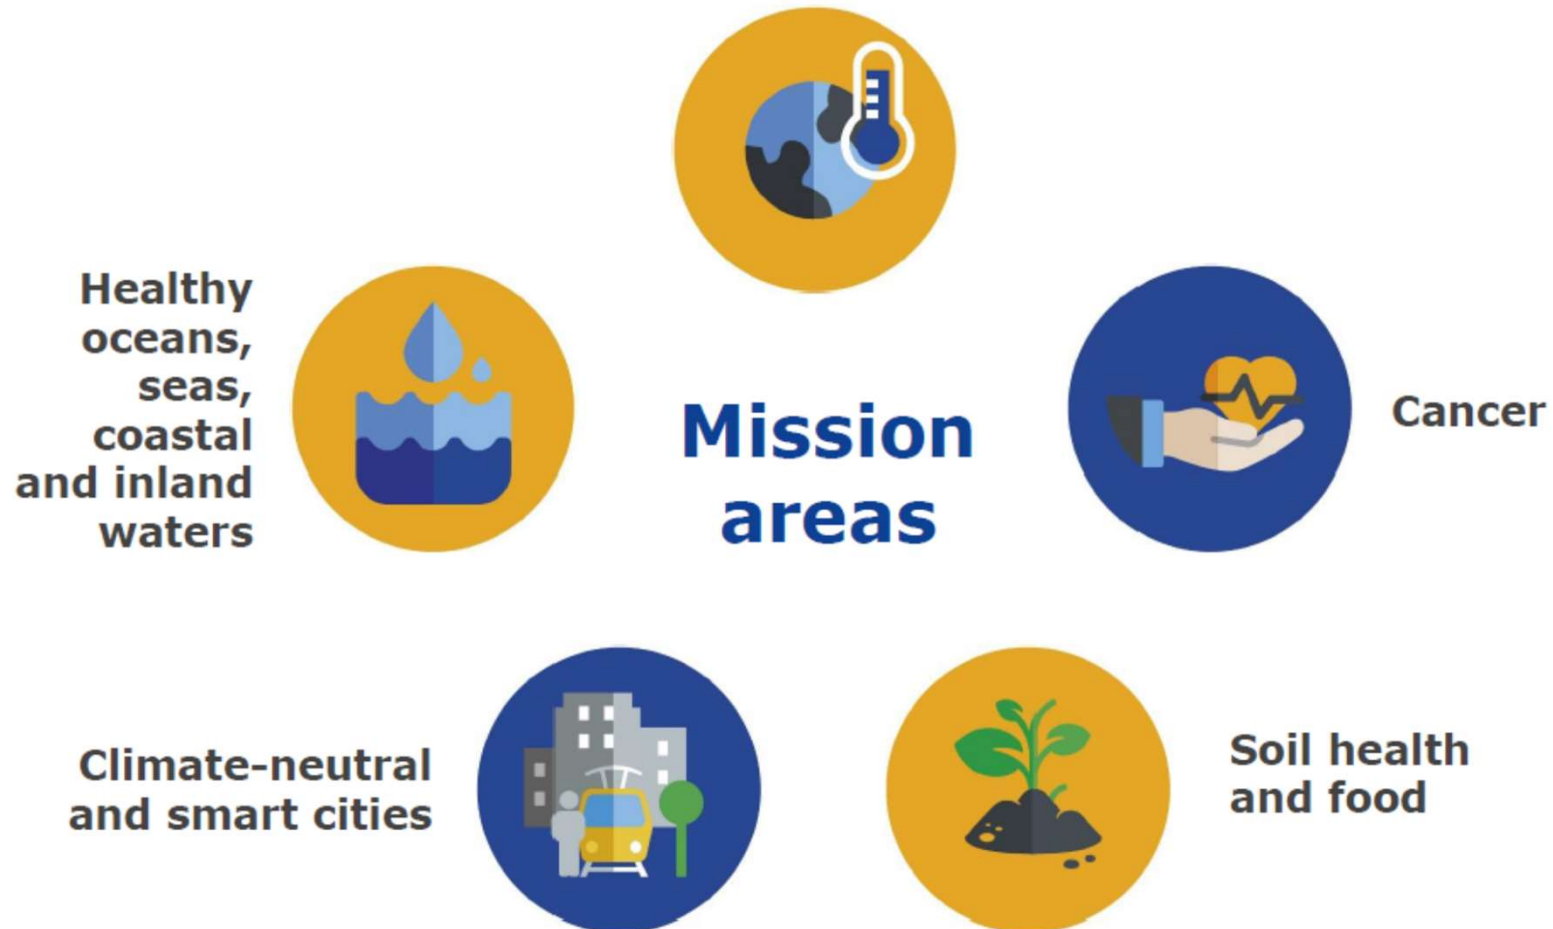 Healthy
oceans,
seas,
coastal
and inland
waters
Mission
areas
Cancer
Climate-neutral
and smart cities
Soil health
and food